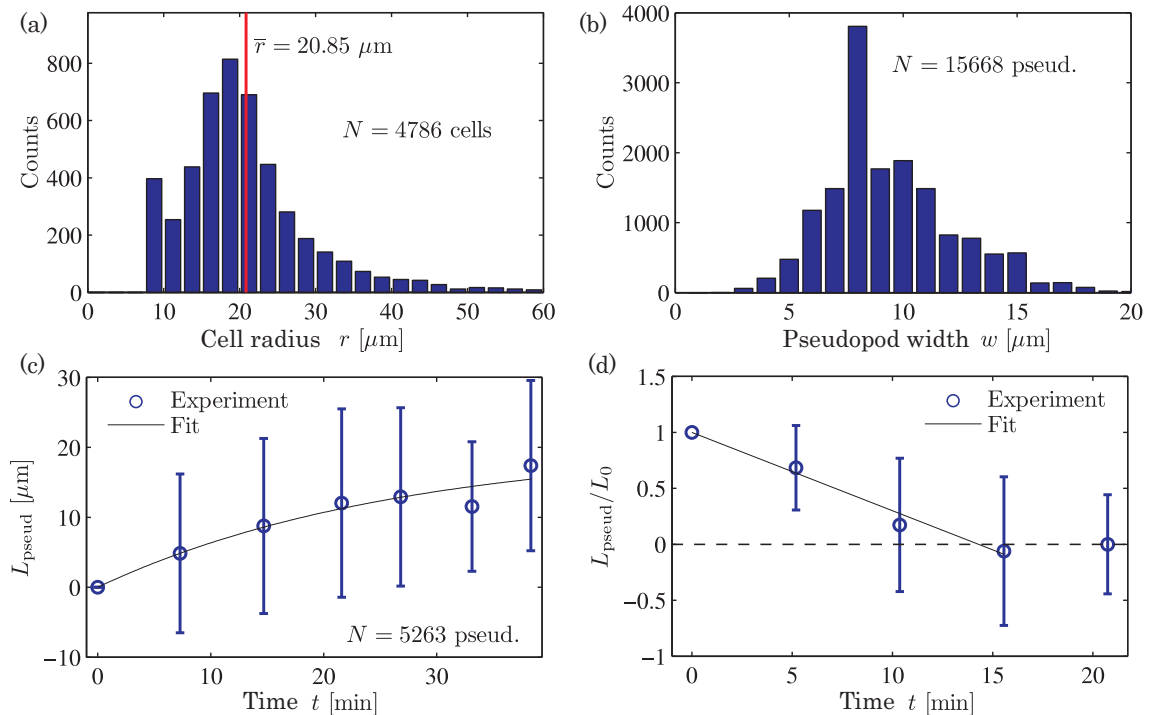 (a)
800
600
400
200
0
Counts
r̅ = 20.85 μm
N = 4786 cells
0 10 20 30 40 50 60
Cell radius r [μm]
(b)
4000
3000
2000
1000
0
Counts
N = 15668 pseud.
0 5 10 15 20
Pseudopod width w [μm]
(c)
30
20
10
0
−10
L_pseud [μm]
Experiment
Fit
N = 5263 pseud.
0 10 20 30
Time t [min]
(d)
1.5
1
0.5
0
−0.5
−1
L_pseud/L_0
Experiment
Fit
0 5 10 15 20
Time t [min]